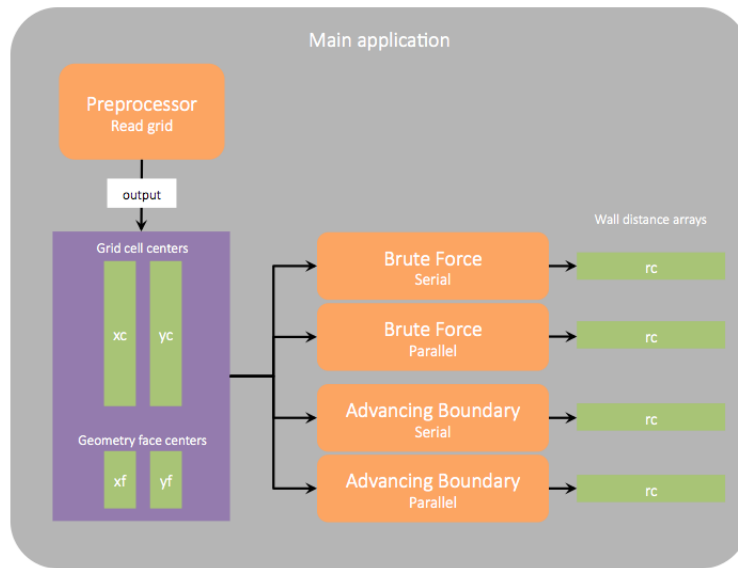 Main application
Preprocessor
Read grid
output
Grid cell centers
xc yc
Geometry face centers
xf yf
Wall distance arrays
Brute Force
Serial
rc
Brute Force
Parallel
rc
Advancing Boundary
Serial
rc
Advancing Boundary
Parallel
rc